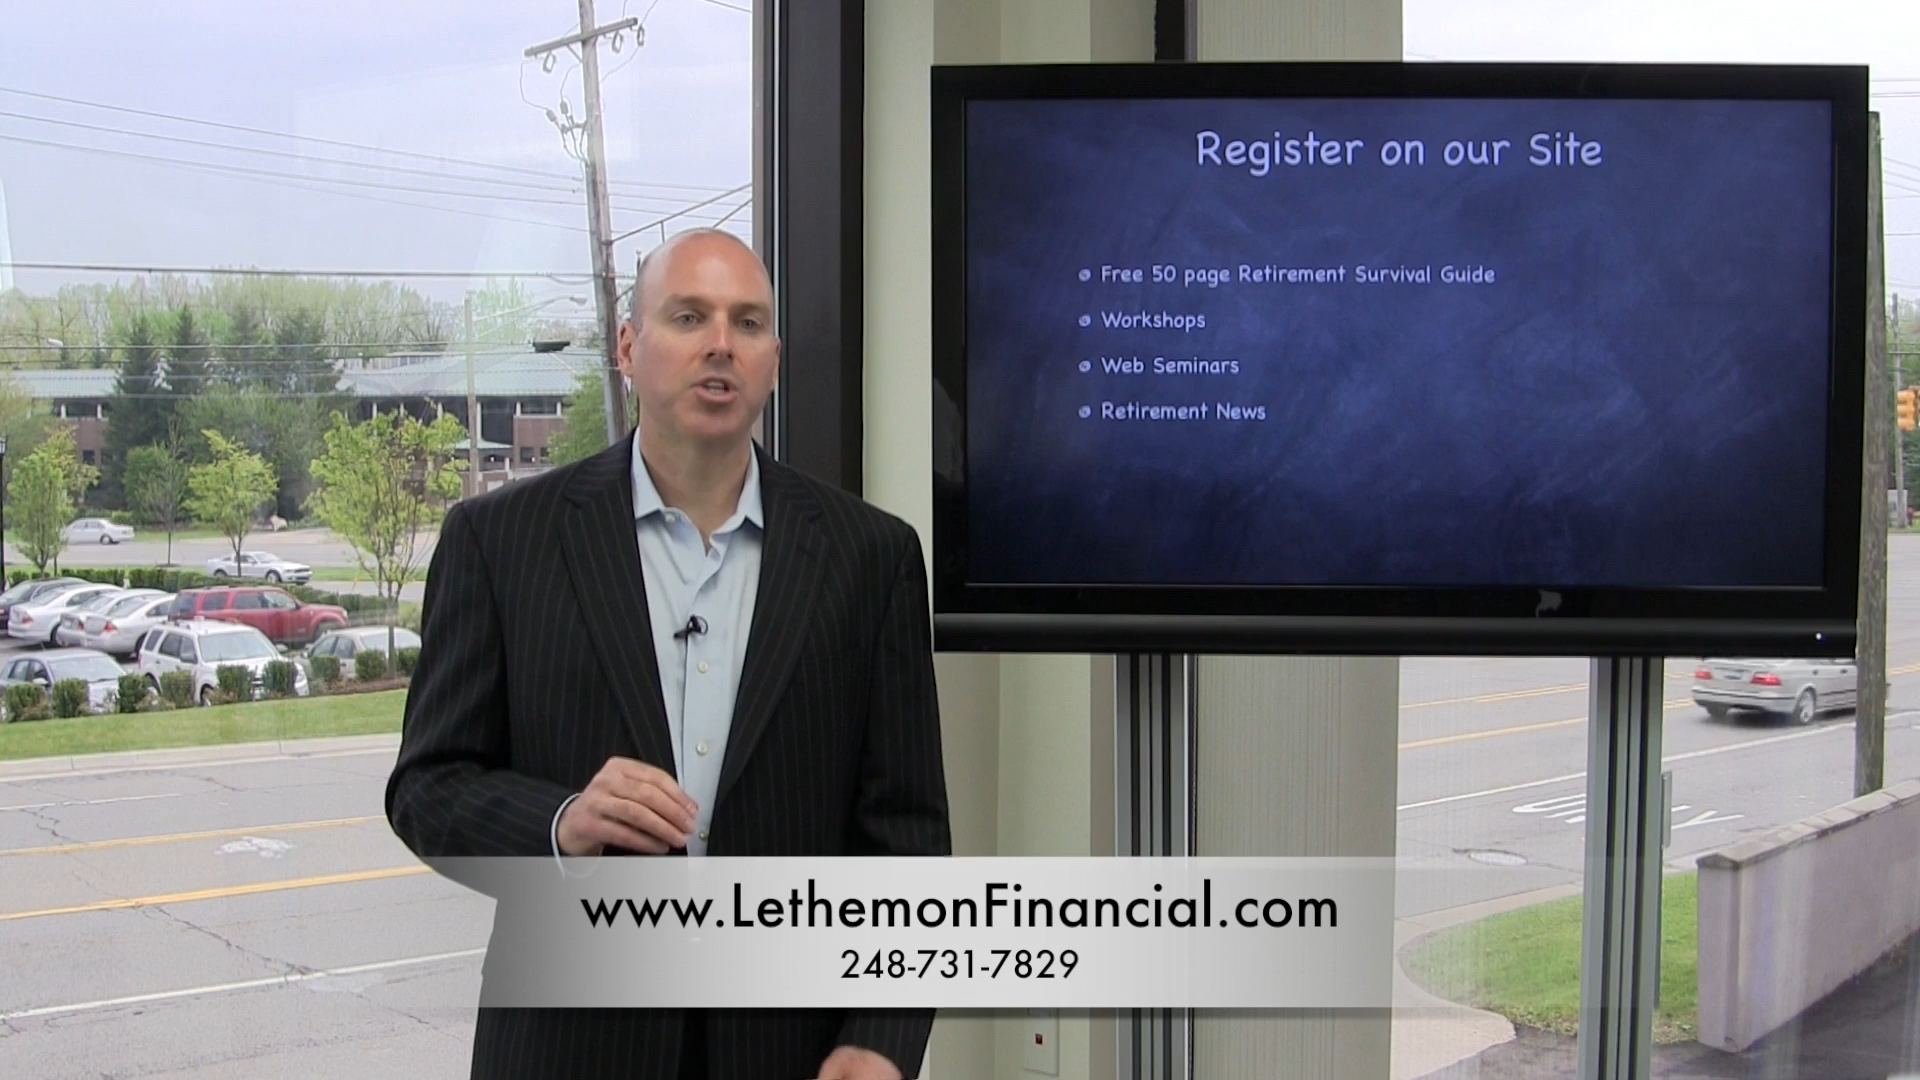 Register on our Site
Free 50 page Retirement Survival Guide
Workshops
Web Seminars
Retirement News
www.LethemonFinancial.com
248-731-7829